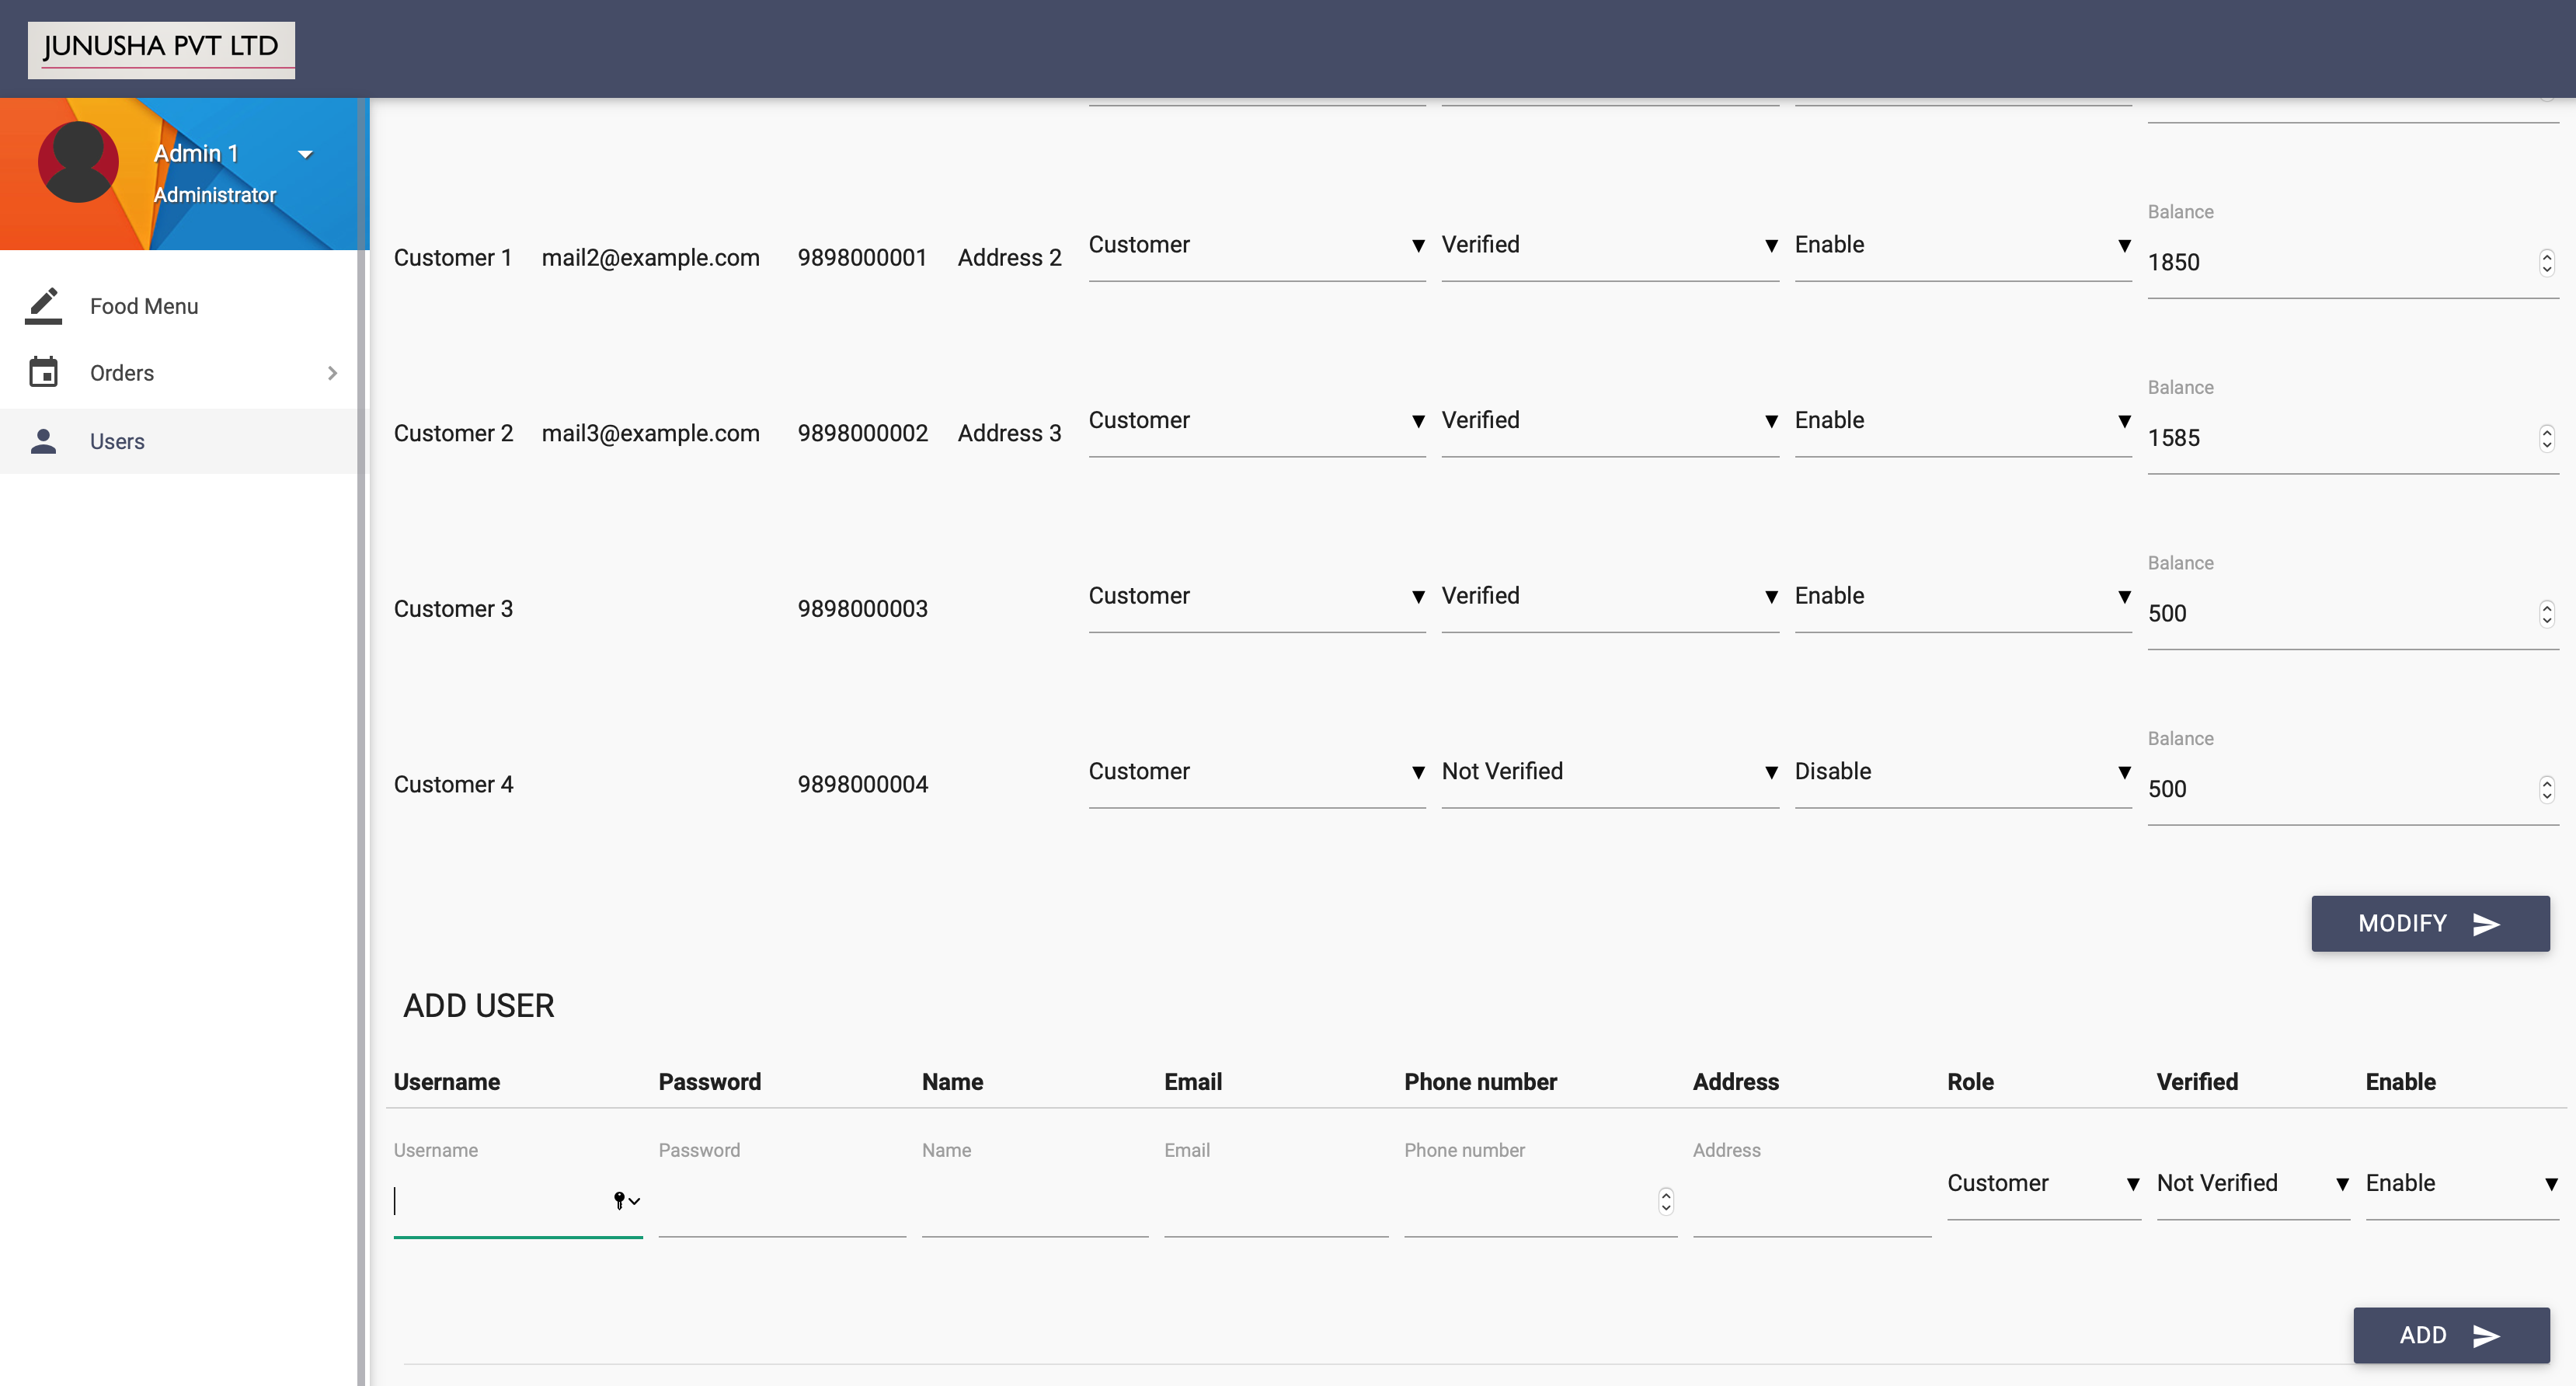 JUNUSHA PVT LTD
Admin 1
Administrator
Food Menu
Orders
Users
Balance
Customer 1 mail2@example.com 9898000001 Address 2 Customer Verified Enable 1850
Balance
Customer 2 mail3@example.com 9898000002 Address 3 Customer Verified Enable 1585
Balance
Customer 3 9898000003 Customer Verified Enable 500
Balance
Customer 4 9898000004 Customer Not Verified Disable 500
MODIFY
ADD USER
Username Password Name Email Phone number Address Role Verified Enable
Username Password Name Email Phone number Address
Customer Not Verified Enable
ADD